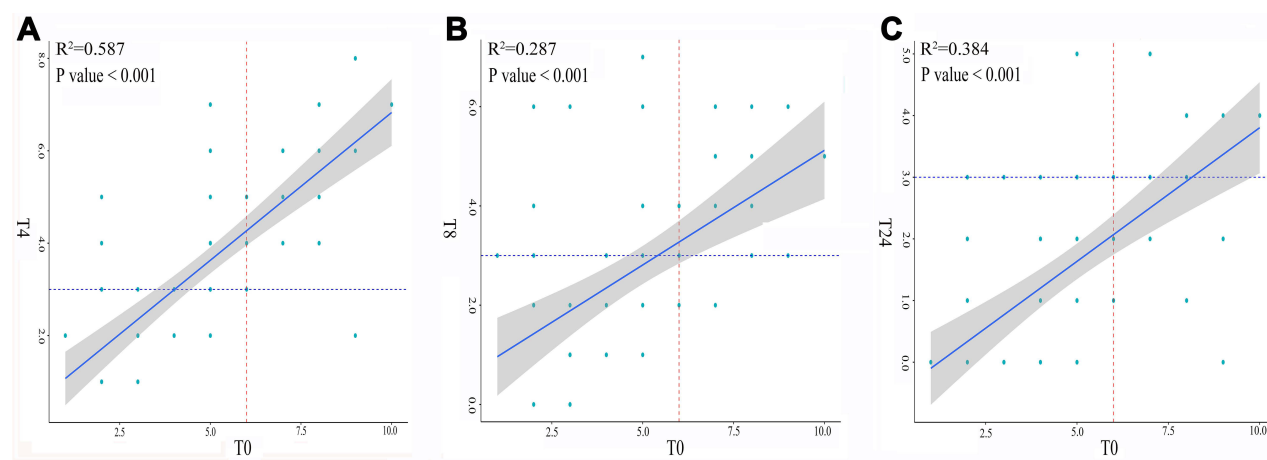 A
R²=0.587
P value < 0.001
8.0
6.0
4.0
2.0
T4
2.5 5.0 7.5 10.0
T0
B
R²=0.287
P value < 0.001
6.0
4.0
2.0
0.0
T8
2.5 5.0 7.5 10.0
T0
C
R²=0.384
P value < 0.001
5.0
4.0
3.0
2.0
1.0
0.0
T24
2.5 5.0 7.5 10.0
T0